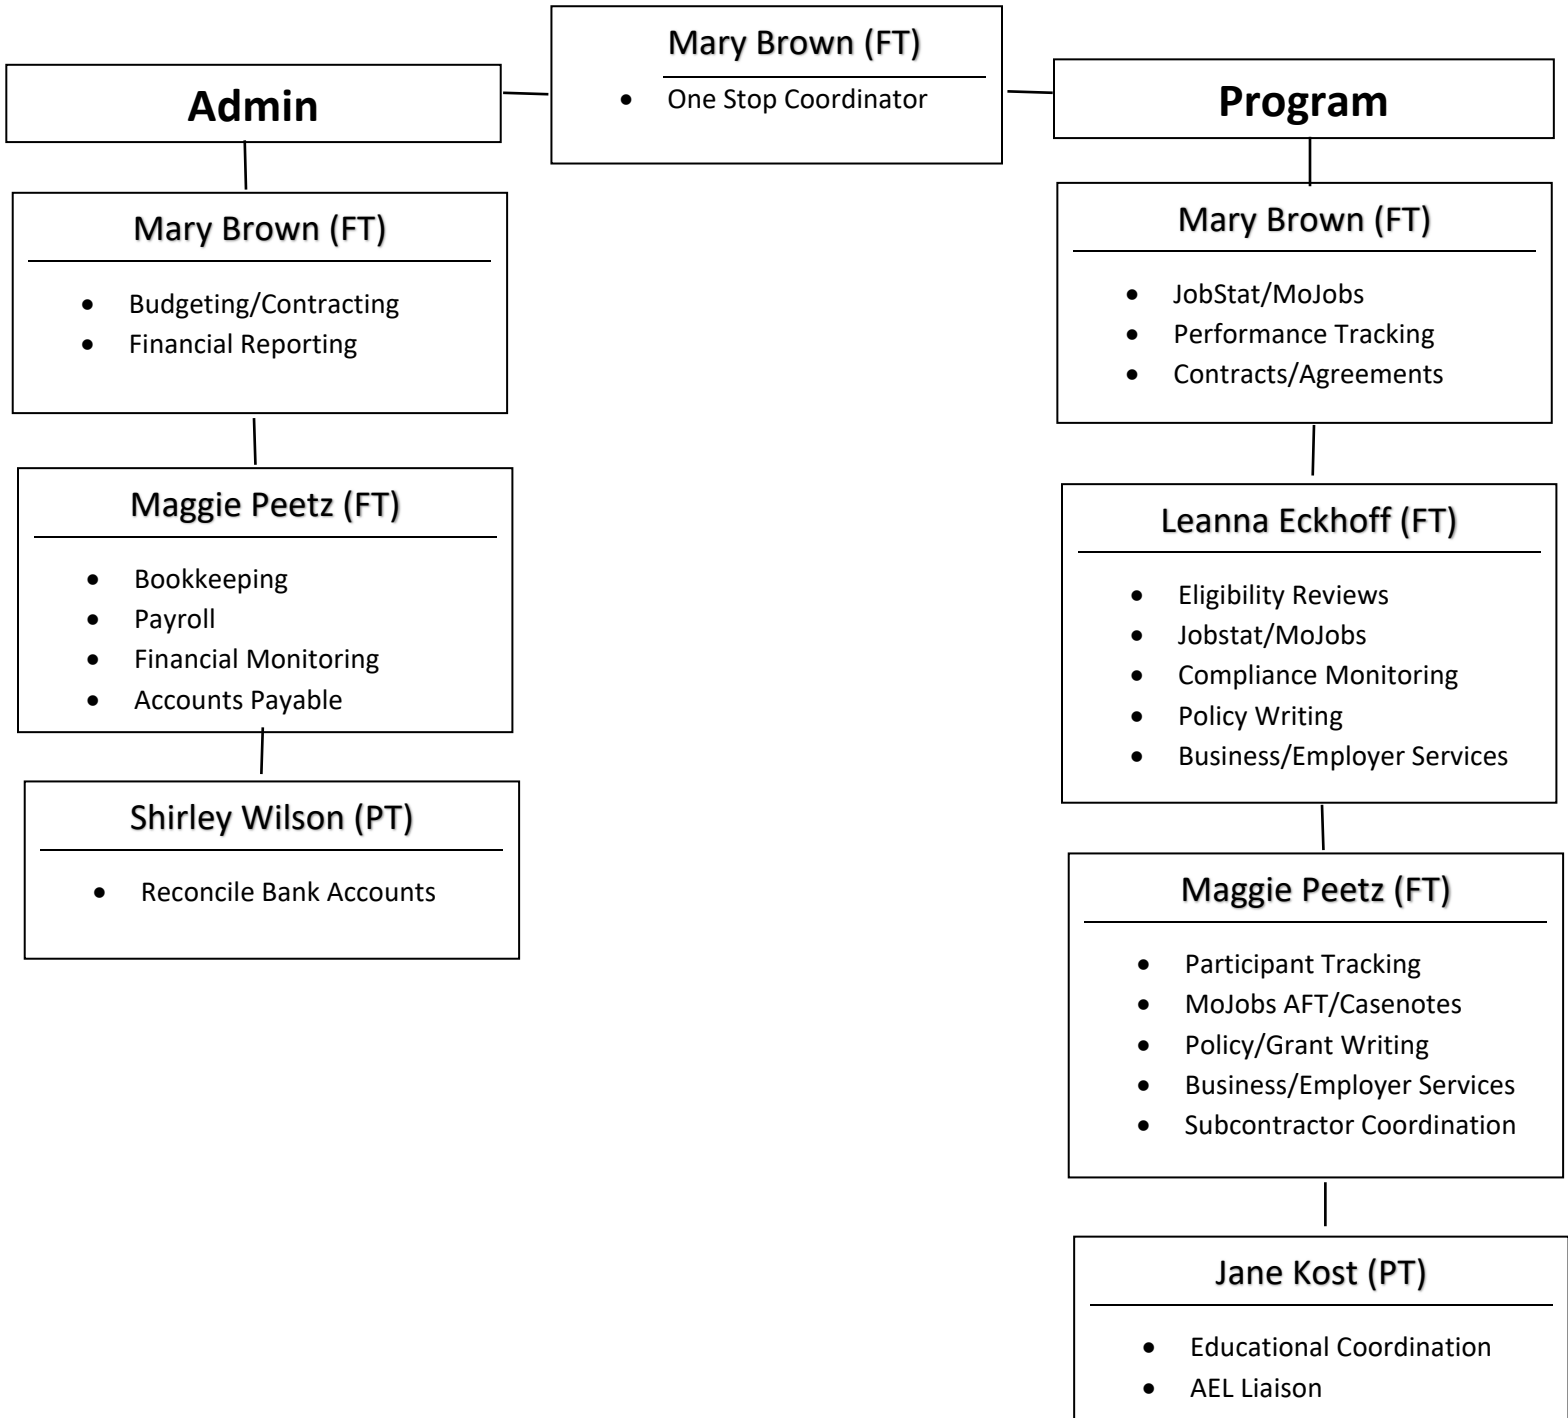 Mary Brown (FT)
• One Stop Coordinator
Admin
Mary Brown (FT)
• Budgeting/Contracting
• Financial Reporting
Maggie Peetz (FT)
• Bookkeeping
• Payroll
• Financial Monitoring
• Accounts Payable
Shirley Wilson (PT)
• Reconcile Bank Accounts
Program
Mary Brown (FT)
• JobStat/MoJobs
• Performance Tracking
• Contracts/Agreements
Leanna Eckhoff (FT)
• Eligibility Reviews
• Jobstat/MoJobs
• Compliance Monitoring
• Policy Writing
• Business/Employer Services
Maggie Peetz (FT)
• Participant Tracking
• MoJobs AFT/Casenotes
• Policy/Grant Writing
• Business/Employer Services
• Subcontractor Coordination
Jane Kost (PT)
• Educational Coordination
• AEL Liaison